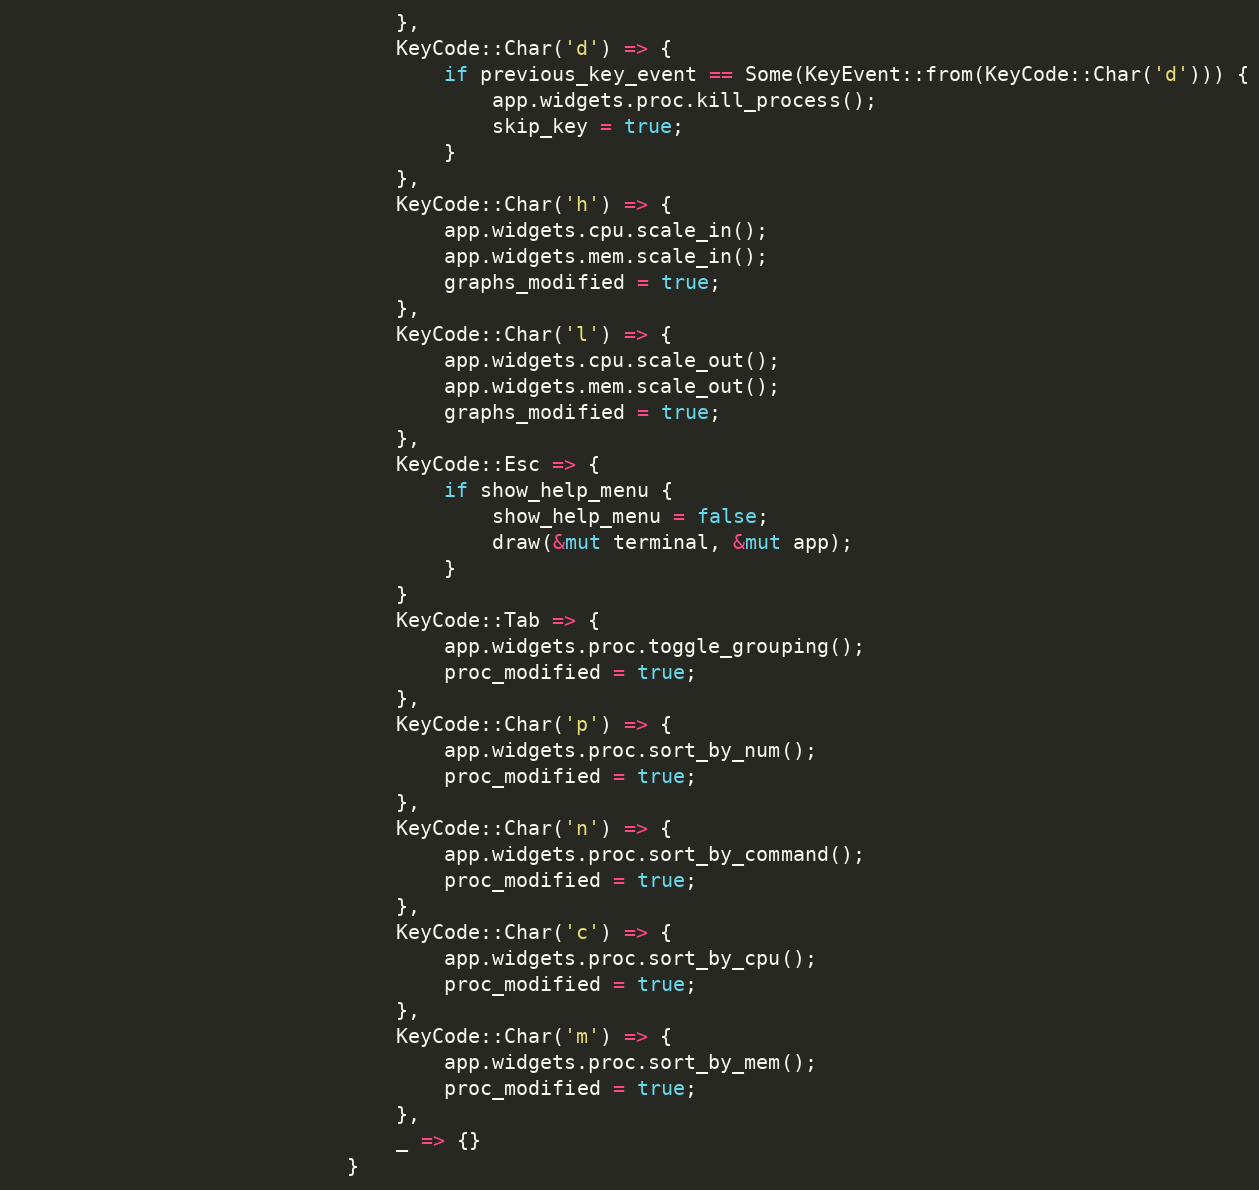 },
KeyCode::Char('d') => {
if previous_key_event == Some(KeyEvent::from(KeyCode::Char('d'))) {
app.widgets.proc.kill_process();
skip_key = true;
}
},
KeyCode::Char('h') => {
app.widgets.cpu.scale_in();
app.widgets.mem.scale_in();
graphs_modified = true;
},
KeyCode::Char('l') => {
app.widgets.cpu.scale_out();
app.widgets.mem.scale_out();
graphs_modified = true;
},
KeyCode::Esc => {
if show_help_menu {
show_help_menu = false;
draw(&mut terminal, &mut app);
}
}
KeyCode::Tab => {
app.widgets.proc.toggle_grouping();
proc_modified = true;
},
KeyCode::Char('p') => {
app.widgets.proc.sort_by_num();
proc_modified = true;
},
KeyCode::Char('n') => {
app.widgets.proc.sort_by_command();
proc_modified = true;
},
KeyCode::Char('c') => {
app.widgets.proc.sort_by_cpu();
proc_modified = true;
},
KeyCode::Char('m') => {
app.widgets.proc.sort_by_mem();
proc_modified = true;
},
_ => {}
}